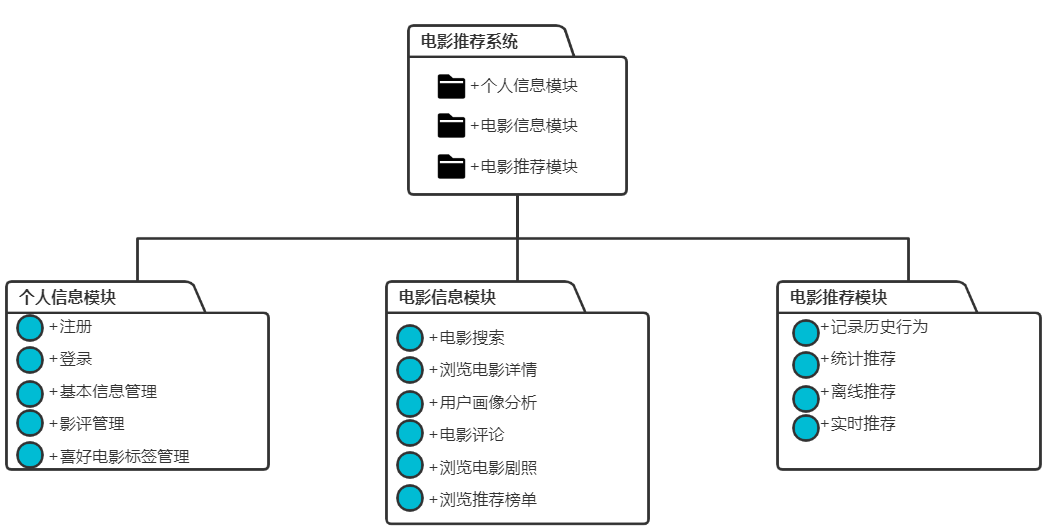 电影推荐系统
+个人信息模块
+电影信息模块
+电影推荐模块
个人信息模块
+注册
+登录
+基本信息管理
+影评管理
+喜好电影标签管理
电影信息模块
+电影搜索
+浏览电影详情
+用户画像分析
+电影评论
+浏览电影剧照
+浏览推荐榜单
电影推荐模块
+记录历史行为
+统计推荐
+离线推荐
+实时推荐